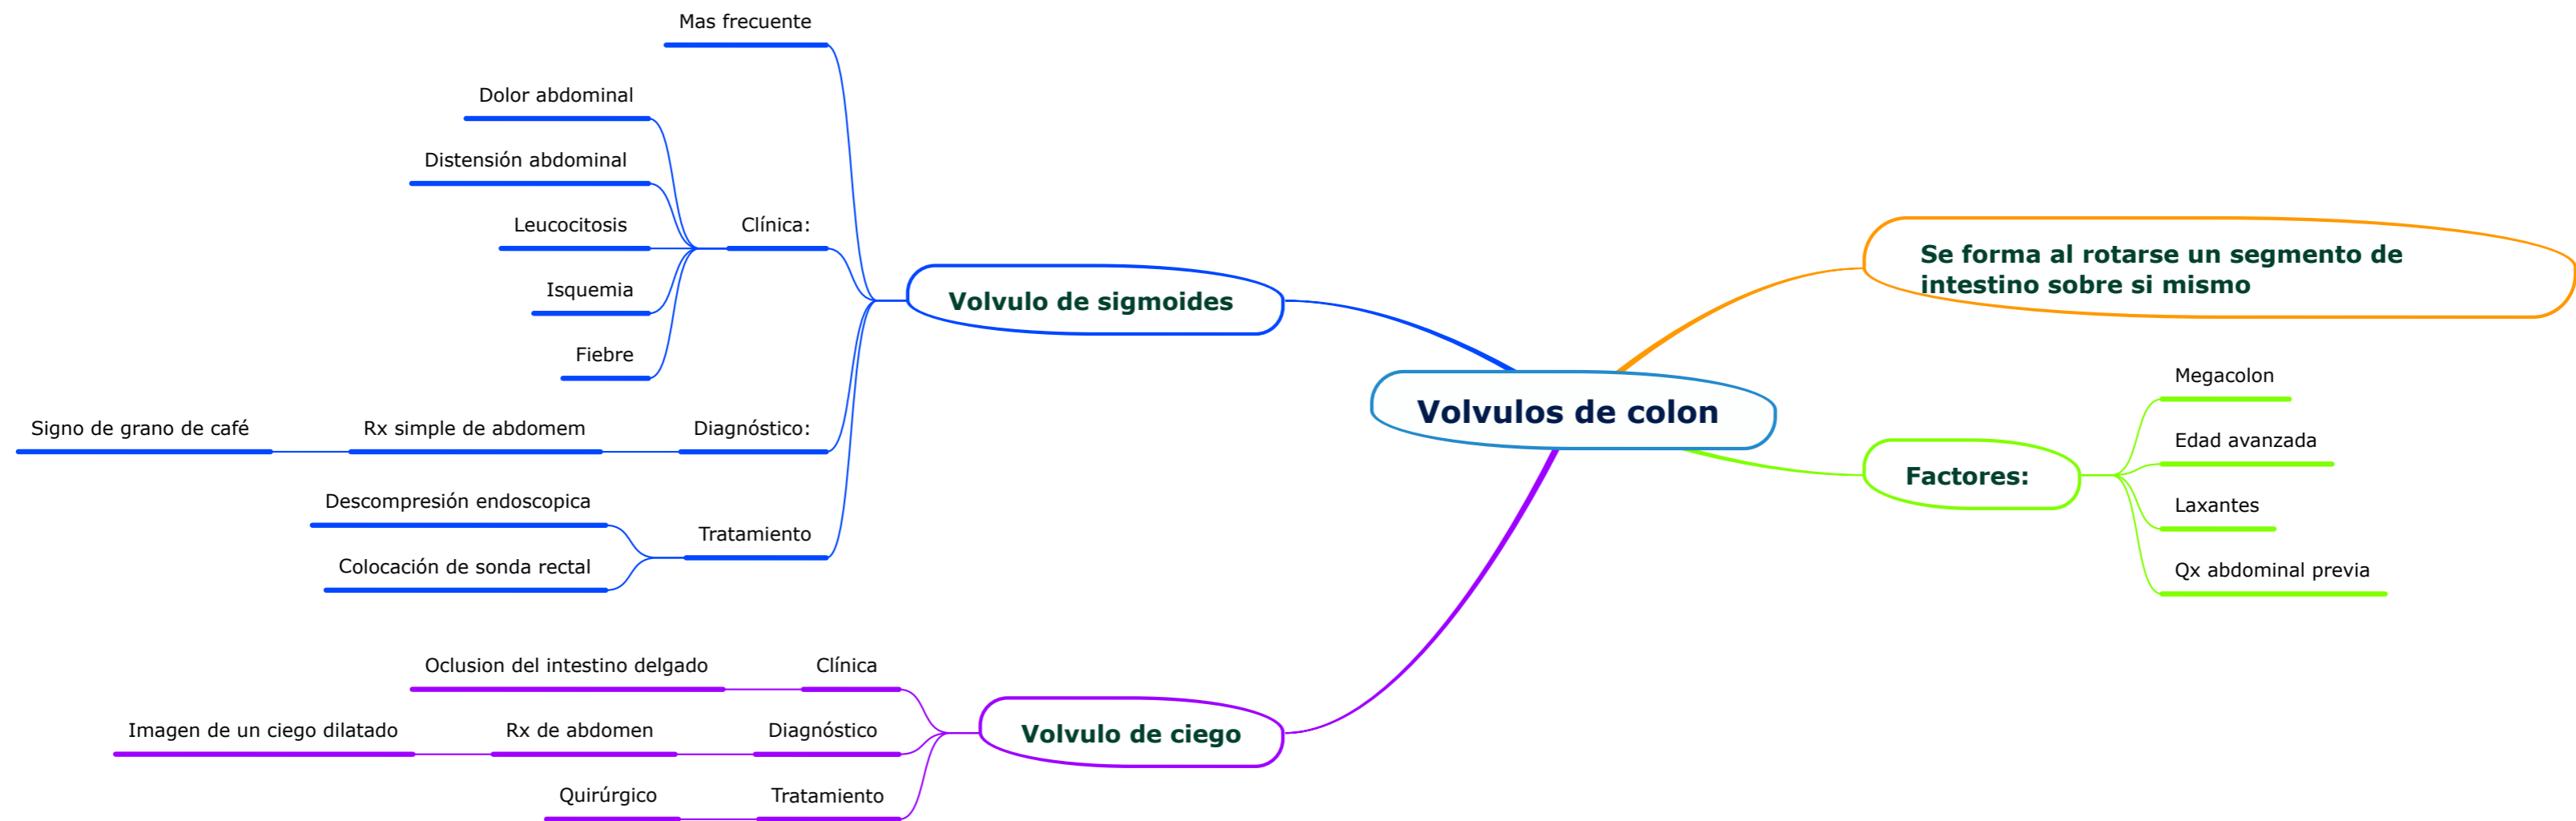 Mas frecuente
Dolor abdominal
Distensión abdominal
Leucocitosis
Clínica:
Isquemia
Fiebre
Volvulo de sigmoides
Signo de grano de café
Rx simple de abdomem
Diagnóstico:
Descompresión endoscopica
Colocación de sonda rectal
Tratamiento
Oclusion del intestino delgado
Clínica
Imagen de un ciego dilatado
Rx de abdomen
Diagnóstico
Quirúrgico
Tratamiento
Volvulo de ciego
Volvulos de colon
Se forma al rotarse un segmento de
intestino sobre si mismo
Factores:
Megacolon
Edad avanzada
Laxantes
Qx abdominal previa